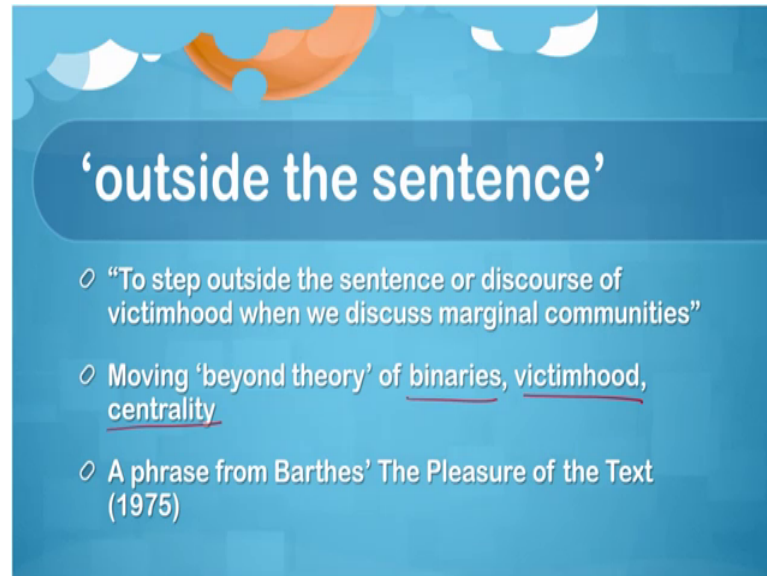 ‘outside the sentence’
“To step outside the sentence or discourse of
victimhood when we discuss marginal communities”
Moving ‘beyond theory’ of binaries, victimhood,
centrality
A phrase from Barthes’ The Pleasure of the Text
(1975)